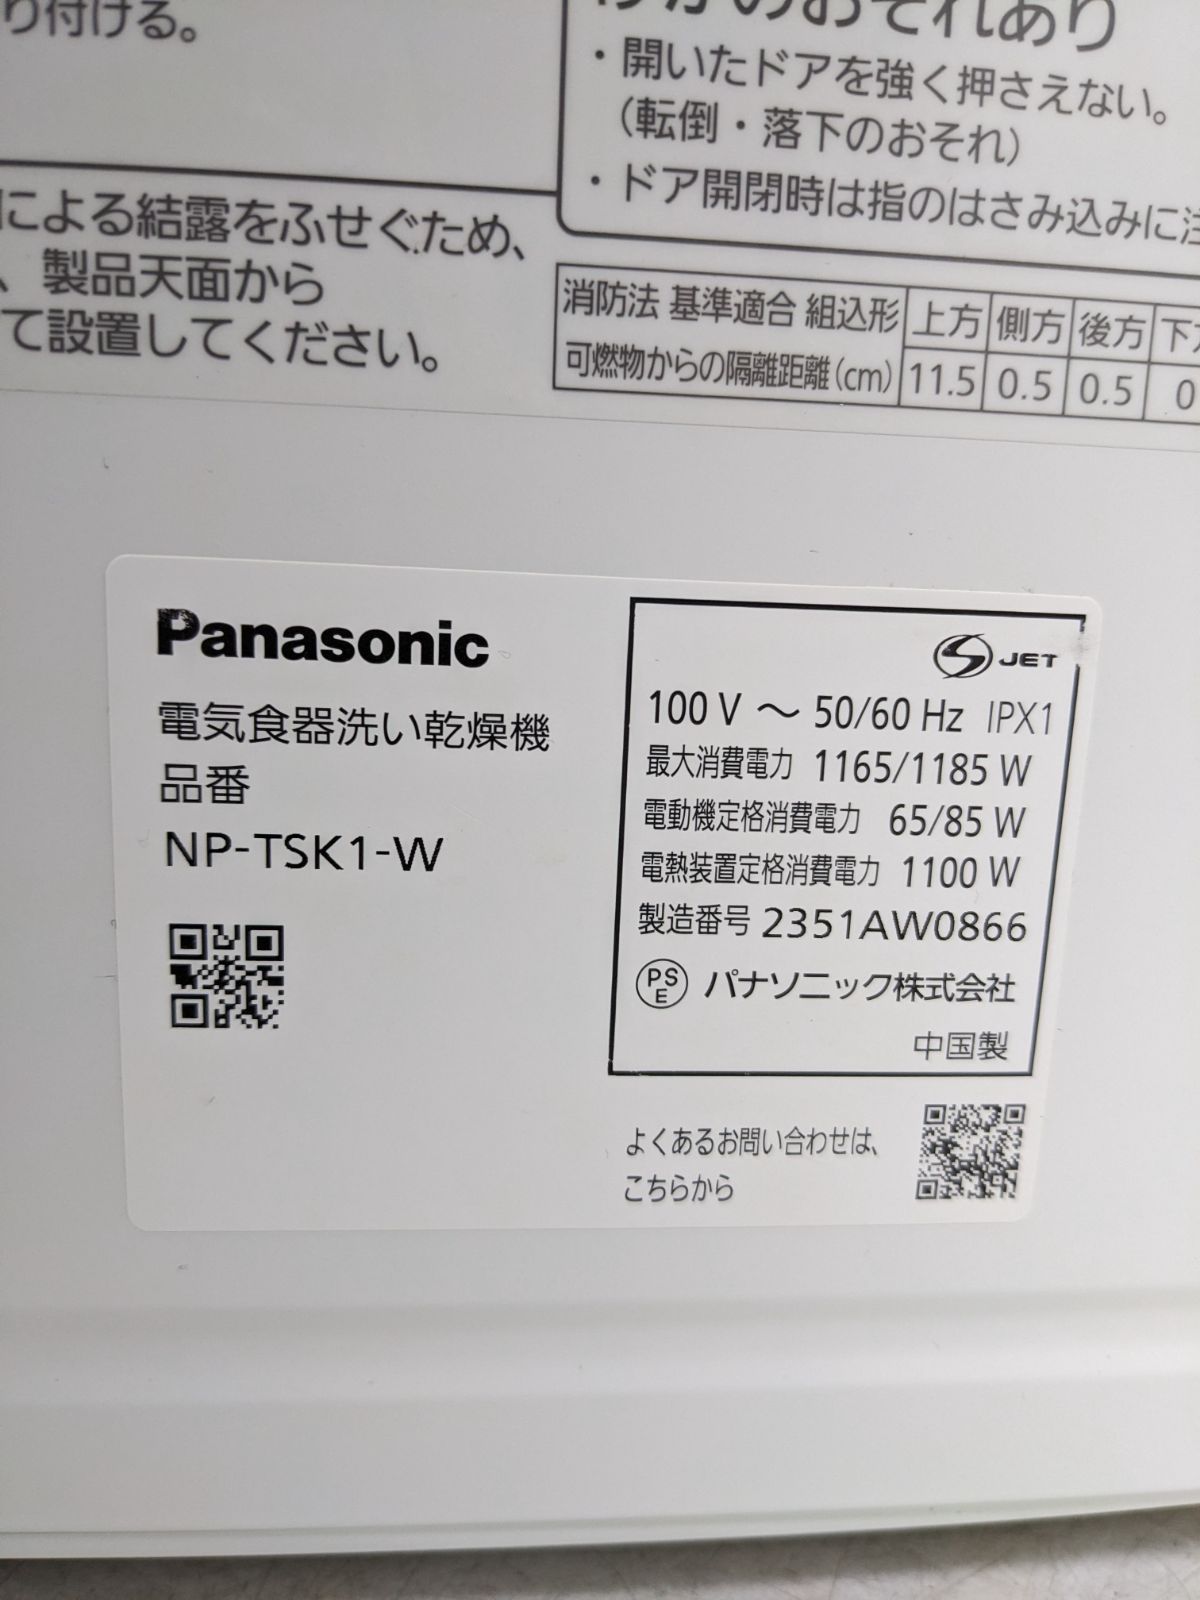 り付ける。
による結露をふせぐため、
、製品天面から
て設置してください。
のおそれあり
・開いたドアを強く押さえない。
（転倒・落下のおそれ）
・ドア開閉時は指のはさみ込みに注
消防法 基準適合 組込形 上方 側方 後方 下方
可燃物からの隔離距離(cm) 11.5 0.5 0.5 0
Panasonic
電気食器洗い乾燥機
品番
NP-TSK1-W
JET
100 V ～ 50/60 Hz IPX1
最大消費電力 1165/1185 W
電動機定格消費電力 65/85 W
電熱装置定格消費電力 1100 W
製造番号 2351AW0866
PSE パナソニック株式会社
中国製
よくあるお問い合わせは、
こちらから